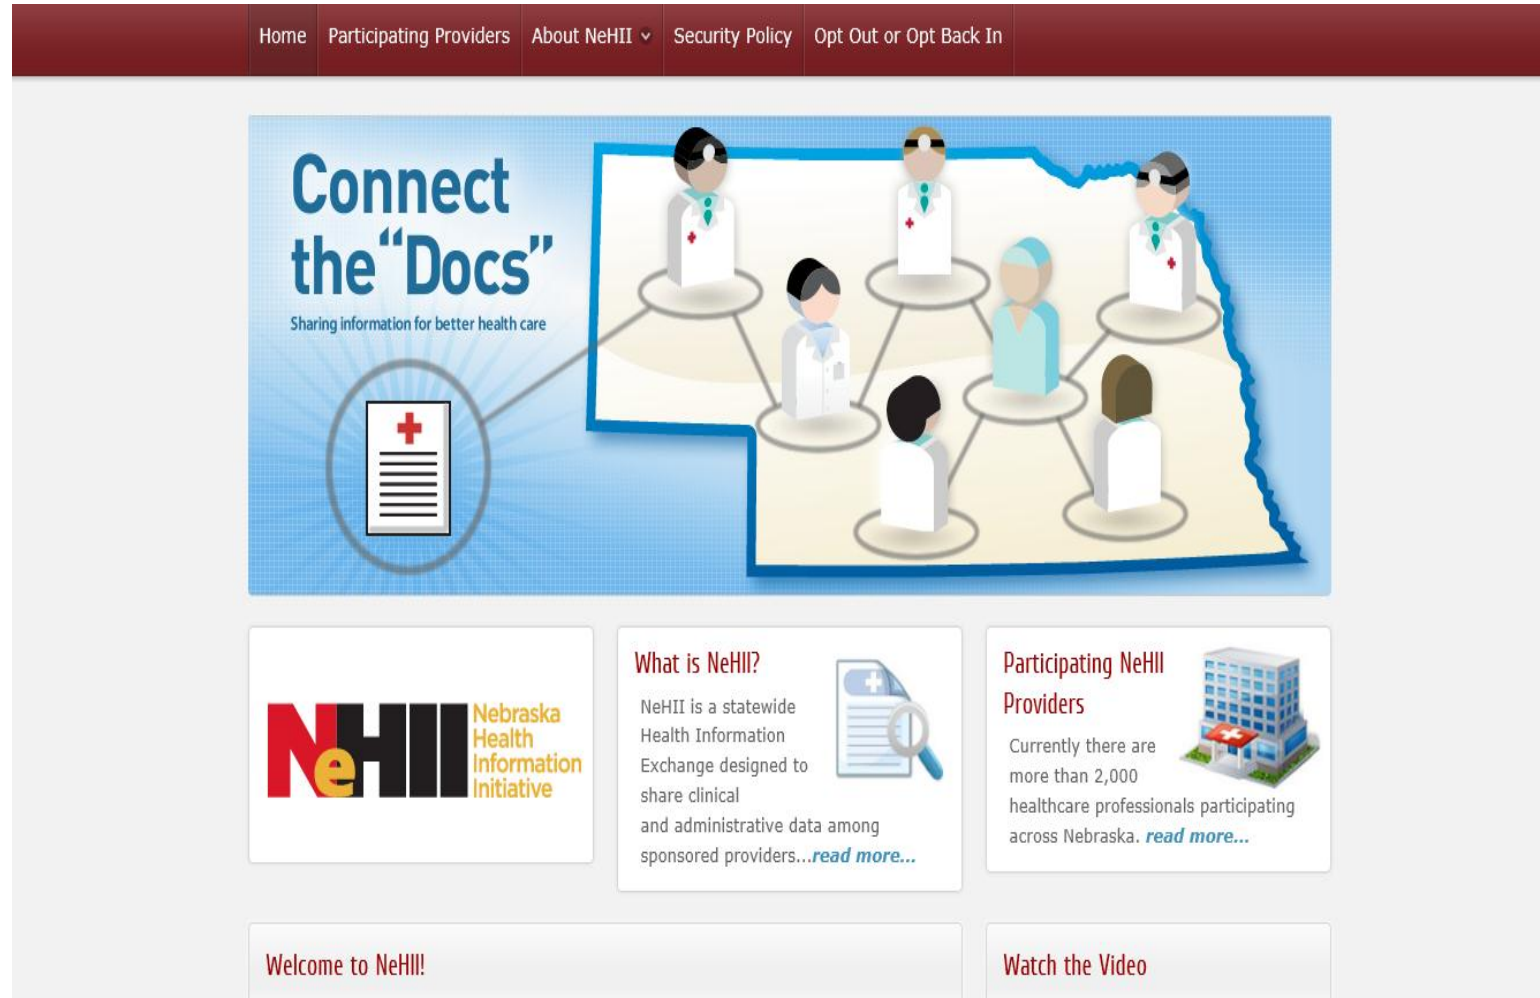 Home Participating Providers About NeHII Security Policy Opt Out or Opt Back In
Connect
the “Docs”
Sharing information for better health care
NeHII
Nebraska
Health
Information
Initiative
What is NeHII?
NeHII is a statewide
Health Information
Exchange designed to
share clinical
and administrative data among
sponsored providers...read more...
Participating NeHII
Providers
Currently there are
more than 2,000
healthcare professionals participating
across Nebraska. read more...
Welcome to NeHII!
Watch the Video